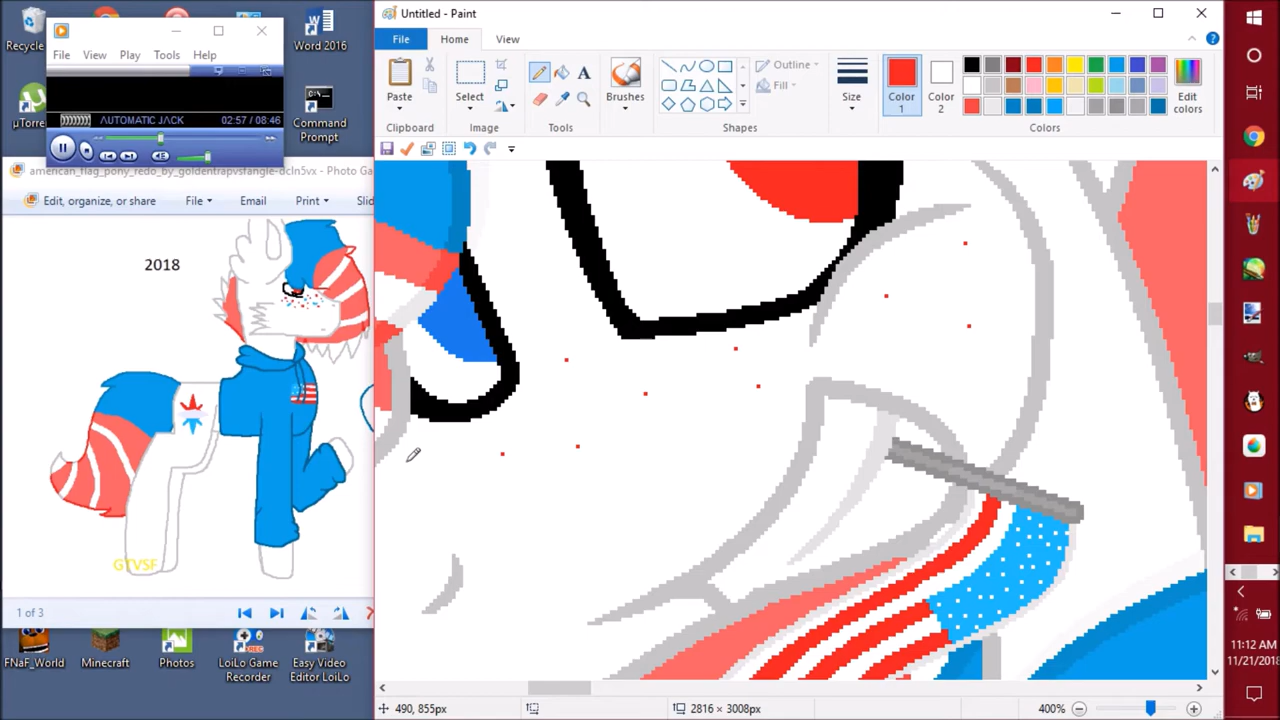 Recycle
Word 2016
File View Play Tools Help
AUTOMATIC JACK 02:57 / 08:46
µTorre
Command
Prompt
american_flag_pony_redo_by_goldentrapvsfangle-dcln5vx - Photo Ga
Edit, organize, or share File Email Print Slid
2018
GTVSF
1 of 3
FNaF_World
Minecraft
Photos
LoiLo Game
Recorder
Easy Video
Editor LoiLo
Untitled - Paint
File Home View
Paste
Select
Brushes
Outline
Fill
Size
Color
1
Color
2
Edit
colors
Clipboard Image Tools Shapes Colors
490, 855px
2816 × 3008px
400%
11:12 AM
11/21/2018